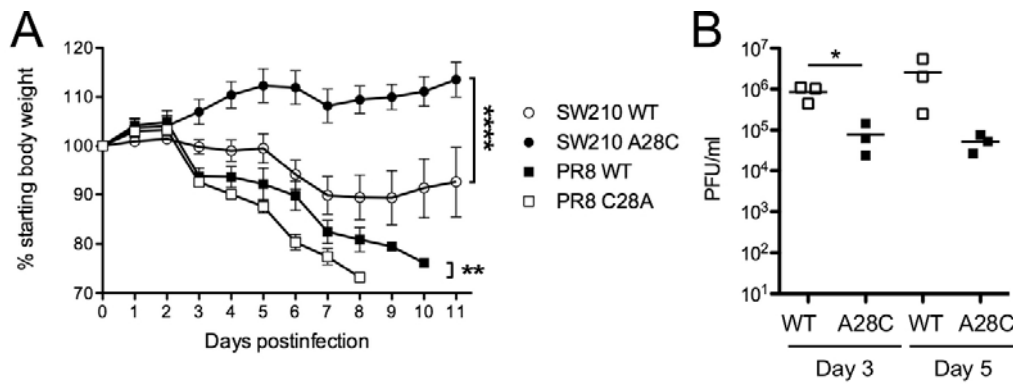 A
% starting body weight
120
110
100
90
80
70
0 1 2 3 4 5 6 7 8 9 10 11
Days postinfection
****
**
SW210 WT
SW210 A28C
PR8 WT
PR8 C28A
B
PFU/ml
10^7
10^6
10^5
10^4
10^3
10^2
10^1
*
WT A28C WT A28C
Day 3 Day 5